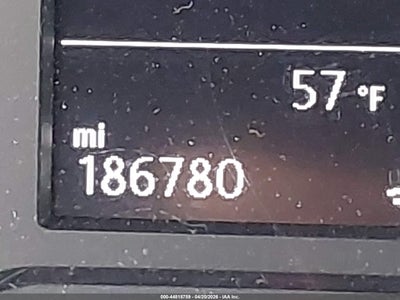 57 °F
mi
186780
000-44818759 - 04/20/2026 - IAA Inc.